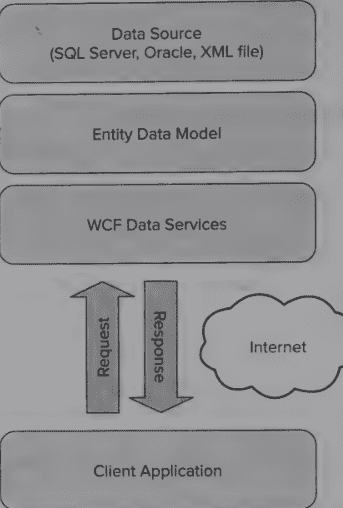 Data Source
(SQL Server, Oracle, XML file)
Entity Data Model
WCF Data Services
Request
Response
Internet
Client Application